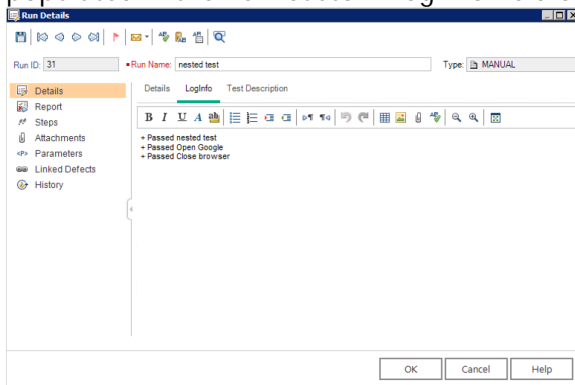 Run Details
Run ID: 31
Run Name: nested test
Type: MANUAL
Details
Report
Steps
Attachments
Parameters
Linked Defects
History
Details LogInfo Test Description
B I U A ab
+ Passed nested test
+ Passed Open Google
+ Passed Close browser
OK Cancel Help